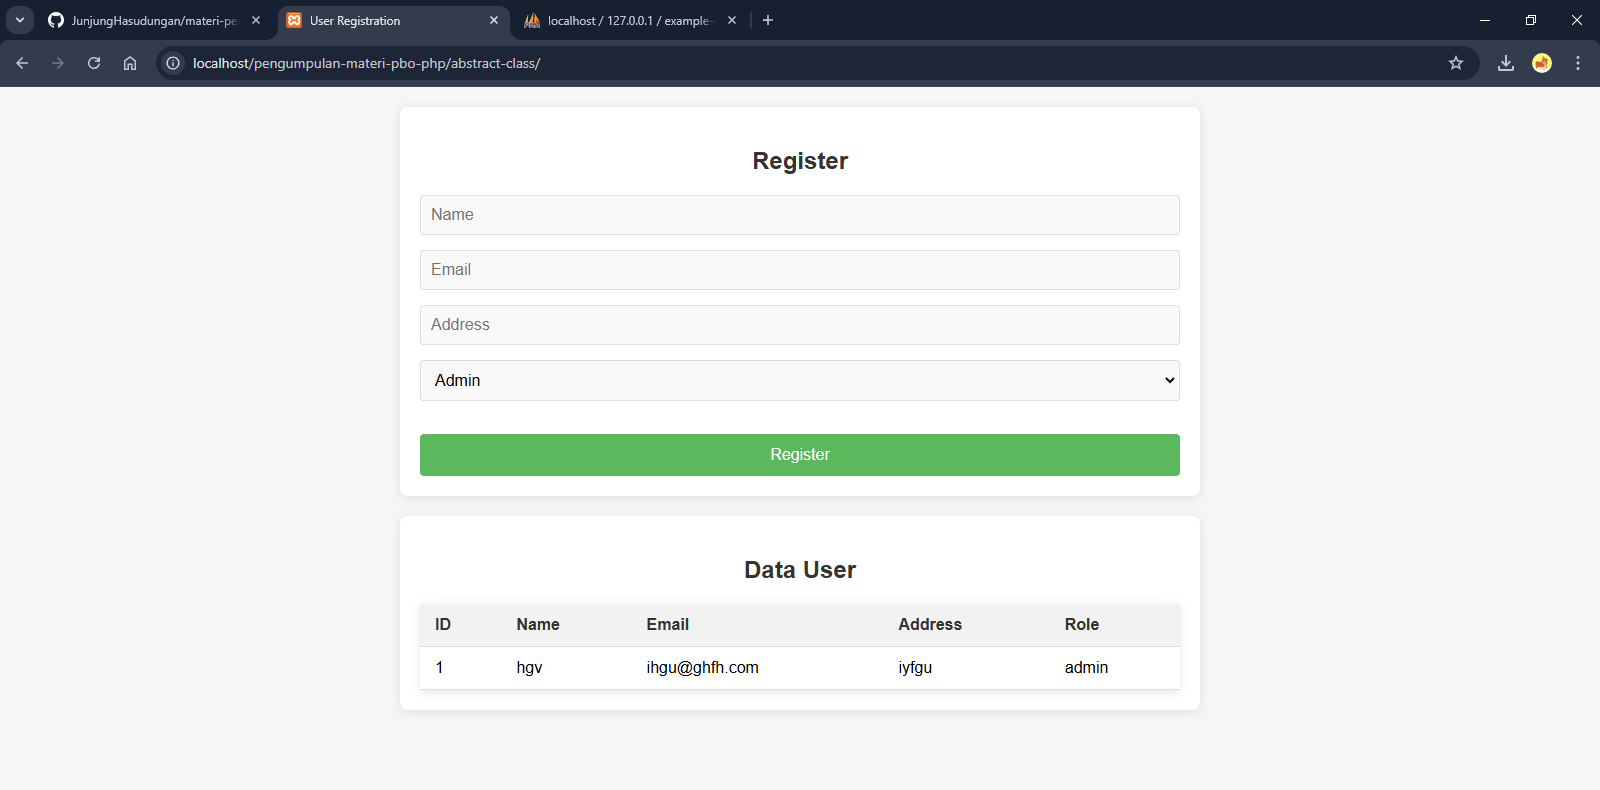 JunjungHasudungan/materi-pe
User Registration
localhost / 127.0.0.1 / example-
localhost/pengumpulan-materi-pbo-php/abstract-class/
Register
Name
Email
Address
Admin
Register
Data User
ID Name Email Address Role
1 hgv ihgu@ghfh.com iyfgu admin